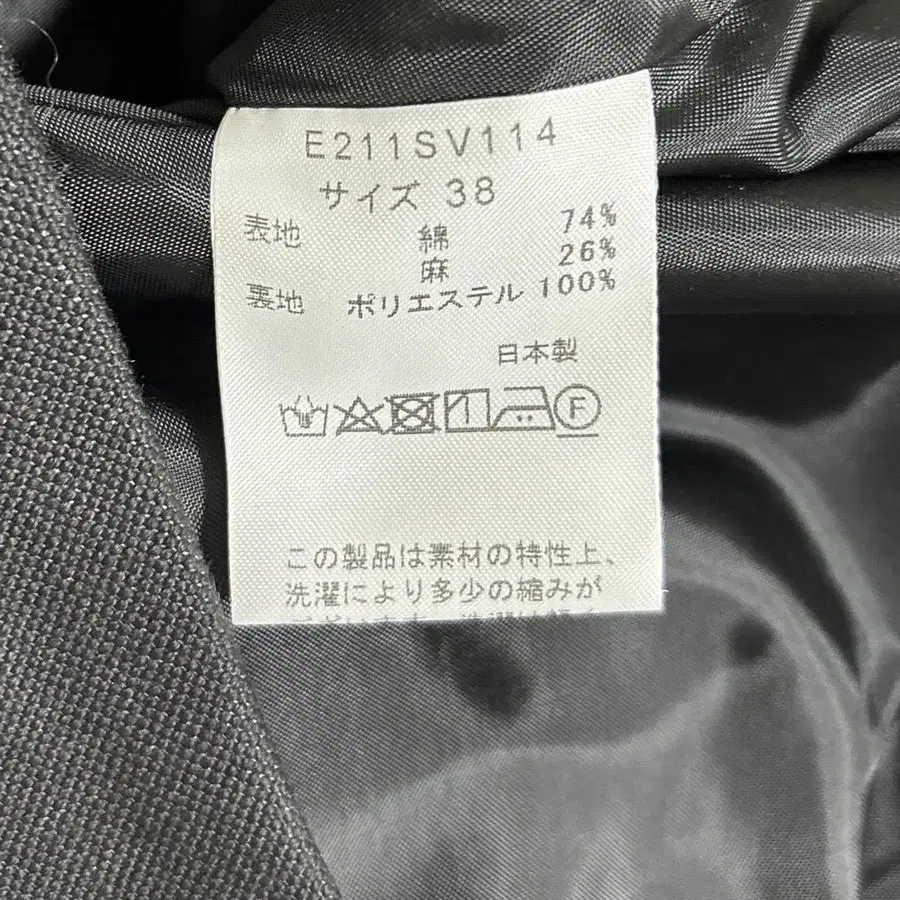 E211SV114
サイズ 38
表地 綿 74%
麻 26%
裏地 ポリエステル 100%
日本製
F
この製品は素材の特性上、
洗濯により多少の縮みが